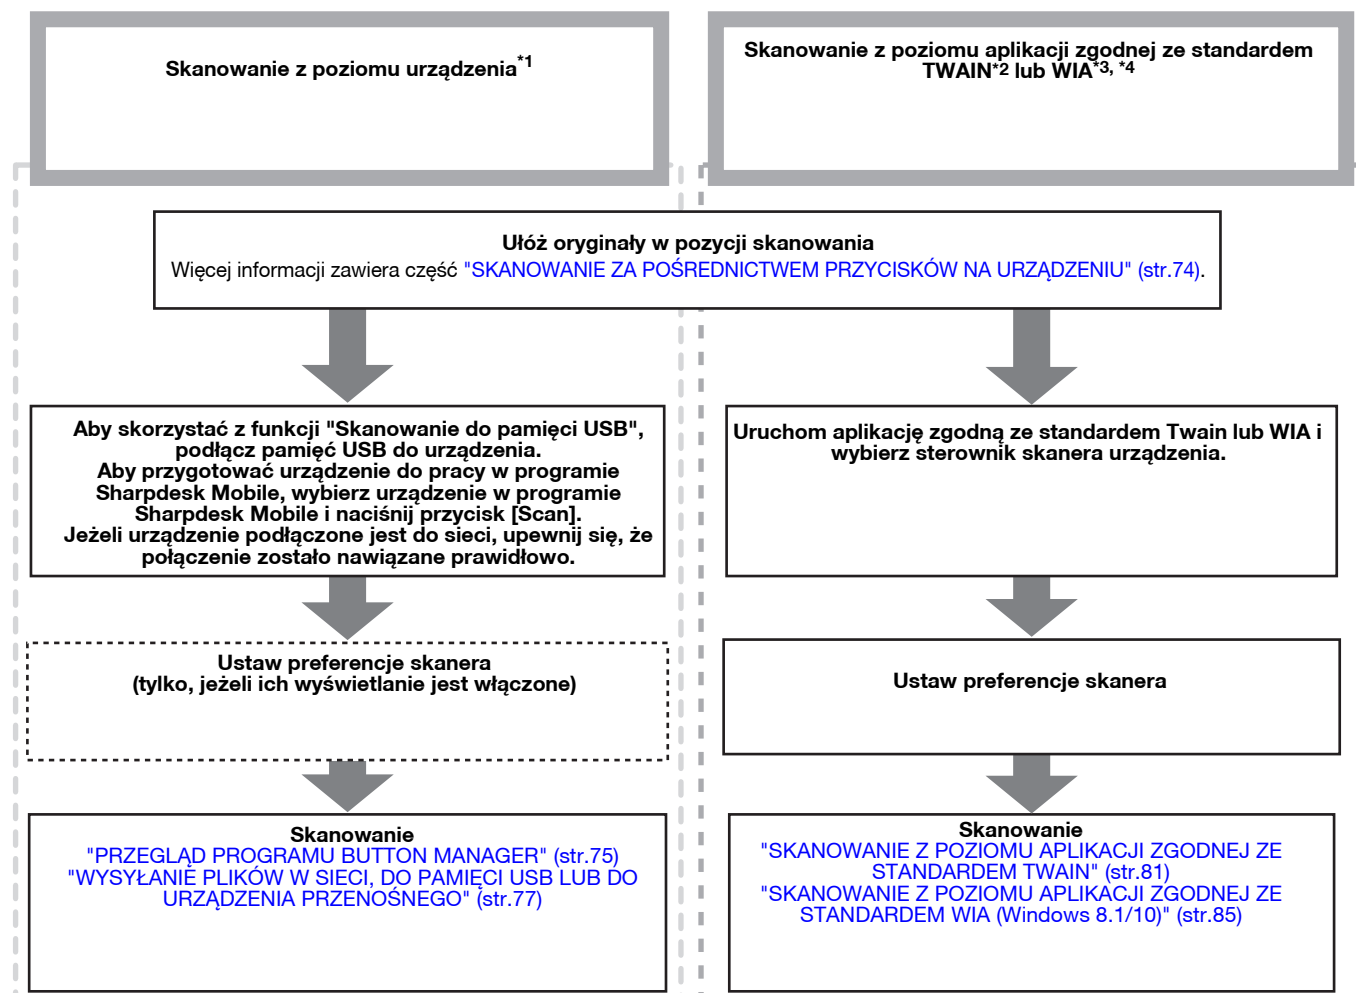 Skanowanie z poziomu urządzenia*1
Skanowanie z poziomu aplikacji zgodnej ze standardem
TWAIN*2 lub WIA*3, *4
Ułóż oryginały w pozycji skanowania
Więcej informacji zawiera część "SKANOWANIE ZA POŚREDNICTWEM PRZYCISKÓW NA URZĄDZENIU" (str.74).
Aby skorzystać z funkcji "Skanowanie do pamięci USB",
podłącz pamięć USB do urządzenia.
Aby przygotować urządzenie do pracy w programie
Sharpdesk Mobile, wybierz urządzenie w programie
Sharpdesk Mobile i naciśnij przycisk [Scan].
Jeżeli urządzenie podłączone jest do sieci, upewnij się, że
połączenie zostało nawiązane prawidłowo.
Uruchom aplikację zgodną ze standardem Twain lub WIA i
wybierz sterownik skanera urządzenia.
Ustaw preferencje skanera
(tylko, jeżeli ich wyświetlanie jest włączone)
Ustaw preferencje skanera
Skanowanie
"PRZEGLĄD PROGRAMU BUTTON MANAGER" (str.75)
"WYSYŁANIE PLIKÓW W SIECI, DO PAMIĘCI USB LUB DO
URZĄDZENIA PRZENOŚNEGO" (str.77)
Skanowanie
"SKANOWANIE Z POZIOMU APLIKACJI ZGODNEJ ZE
STANDARDEM TWAIN" (str.81)
"SKANOWANIE Z POZIOMU APLIKACJI ZGODNEJ ZE
STANDARDEM WIA (Windows 8.1/10)" (str.85)